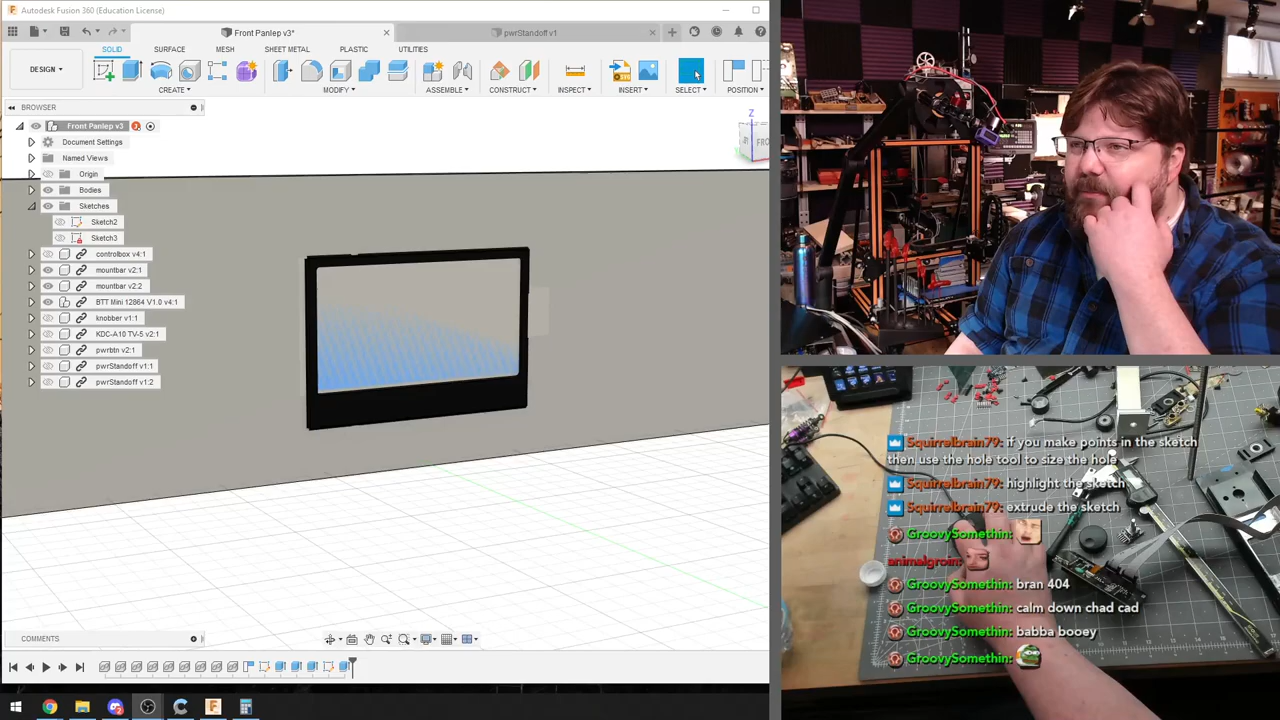 Autodesk Fusion 360 (Education License)
Front Panlep v3*
pwrStandoff v1
SOLID
SURFACE
MESH
SHEET METAL
PLASTIC
UTILITIES
DESIGN
CREATE
MODIFY
ASSEMBLE
CONSTRUCT
INSPECT
INSERT
SELECT
POSITION
BROWSER
Front Panlep v3
Document Settings
Named Views
Origin
Bodies
Sketches
Sketch2
Sketch3
controlbox v4:1
mountbar v2:1
mountbar v2:2
BTT Mini 12864 V1.0 v4:1
knobber v1:1
KDC-A10 TV-5 v2:1
pwrbtn v2:1
pwrStandoff v1:1
pwrStandoff v1:2
Z
COMMENTS
Squirrelbrain79: if you make points in the sketch
then use the hole tool to size the hole
Squirrelbrain79: highlight the sketch
Squirrelbrain79: extrude the sketch
GroovySomethin:
GroovySomethin: bran 404
GroovySomethin: calm down chad cad
GroovySomethin: babba booey
GroovySomethin: